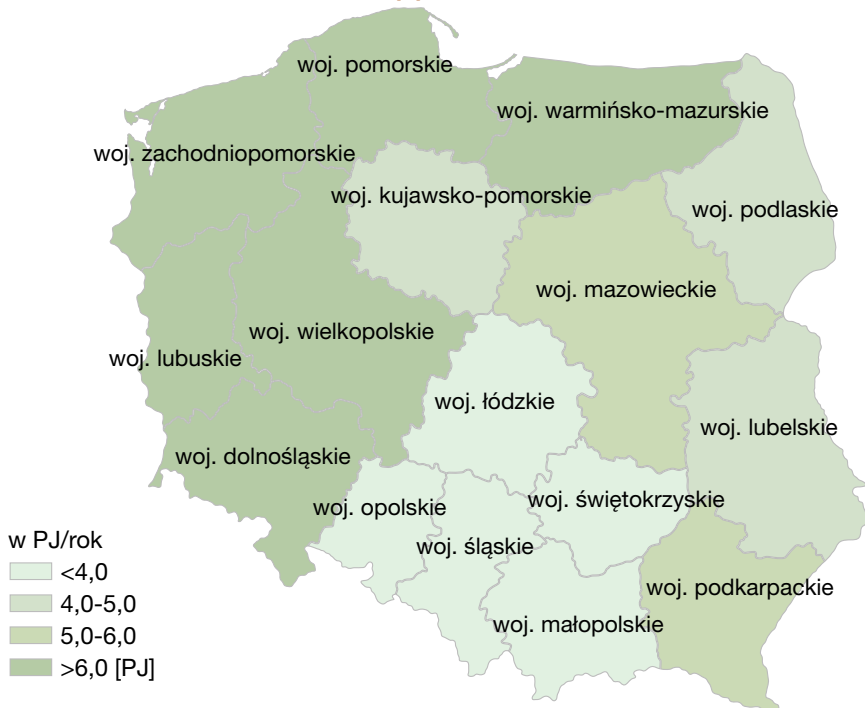 woj. pomorskie
woj. warmińsko-mazurskie
woj. zachodniopomorskie
woj. kujawsko-pomorskie
woj. podlaskie
woj. mazowieckie
woj. wielkopolskie
woj. lubuskie
woj. łódzkie
woj. lubelskie
woj. dolnośląskie
woj. opolskie
woj. świętokrzyskie
woj. śląskie
woj. podkarpackie
woj. małopolskie
w PJ/rok
<4,0
4,0-5,0
5,0-6,0
>6,0 [PJ]